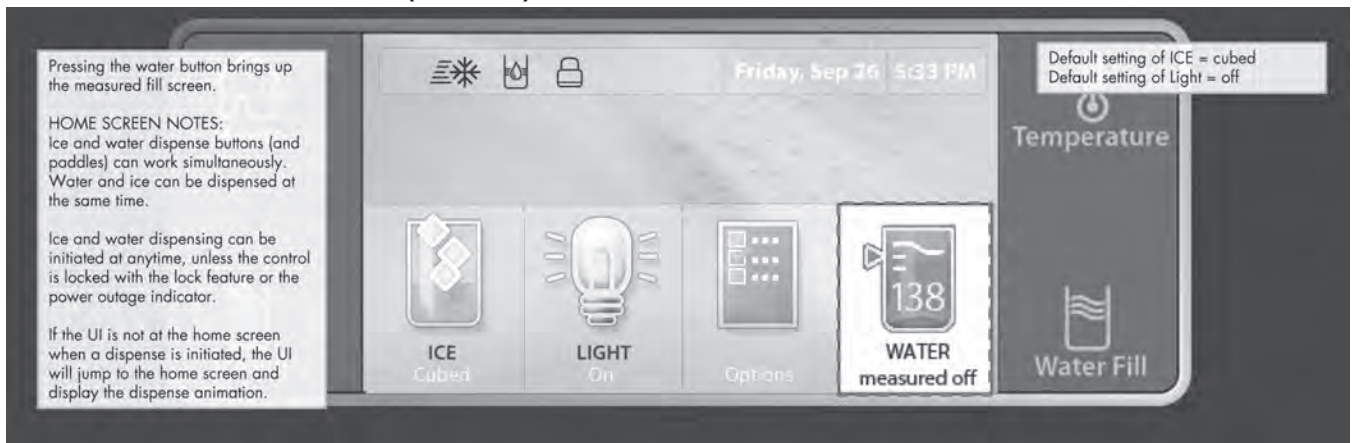 Pressing the water button brings up
the measured fill screen.
HOME SCREEN NOTES:
Ice and water dispense buttons (and
paddles) can work simultaneously.
Water and ice can be dispensed at
the same time.
Ice and water dispensing can be
initiated at anytime, unless the control
is locked with the lock feature or the
power outage indicator.
If the UI is not at the home screen
when a dispense is initiated, the UI
will jump to the home screen and
display the dispense animation.
Friday, Sep 26 5:33 PM
138
ICE
Cubed
LIGHT
On
Options
WATER
measured off
Default setting of ICE = cubed
Default setting of Light = off
Temperature
Water Fill